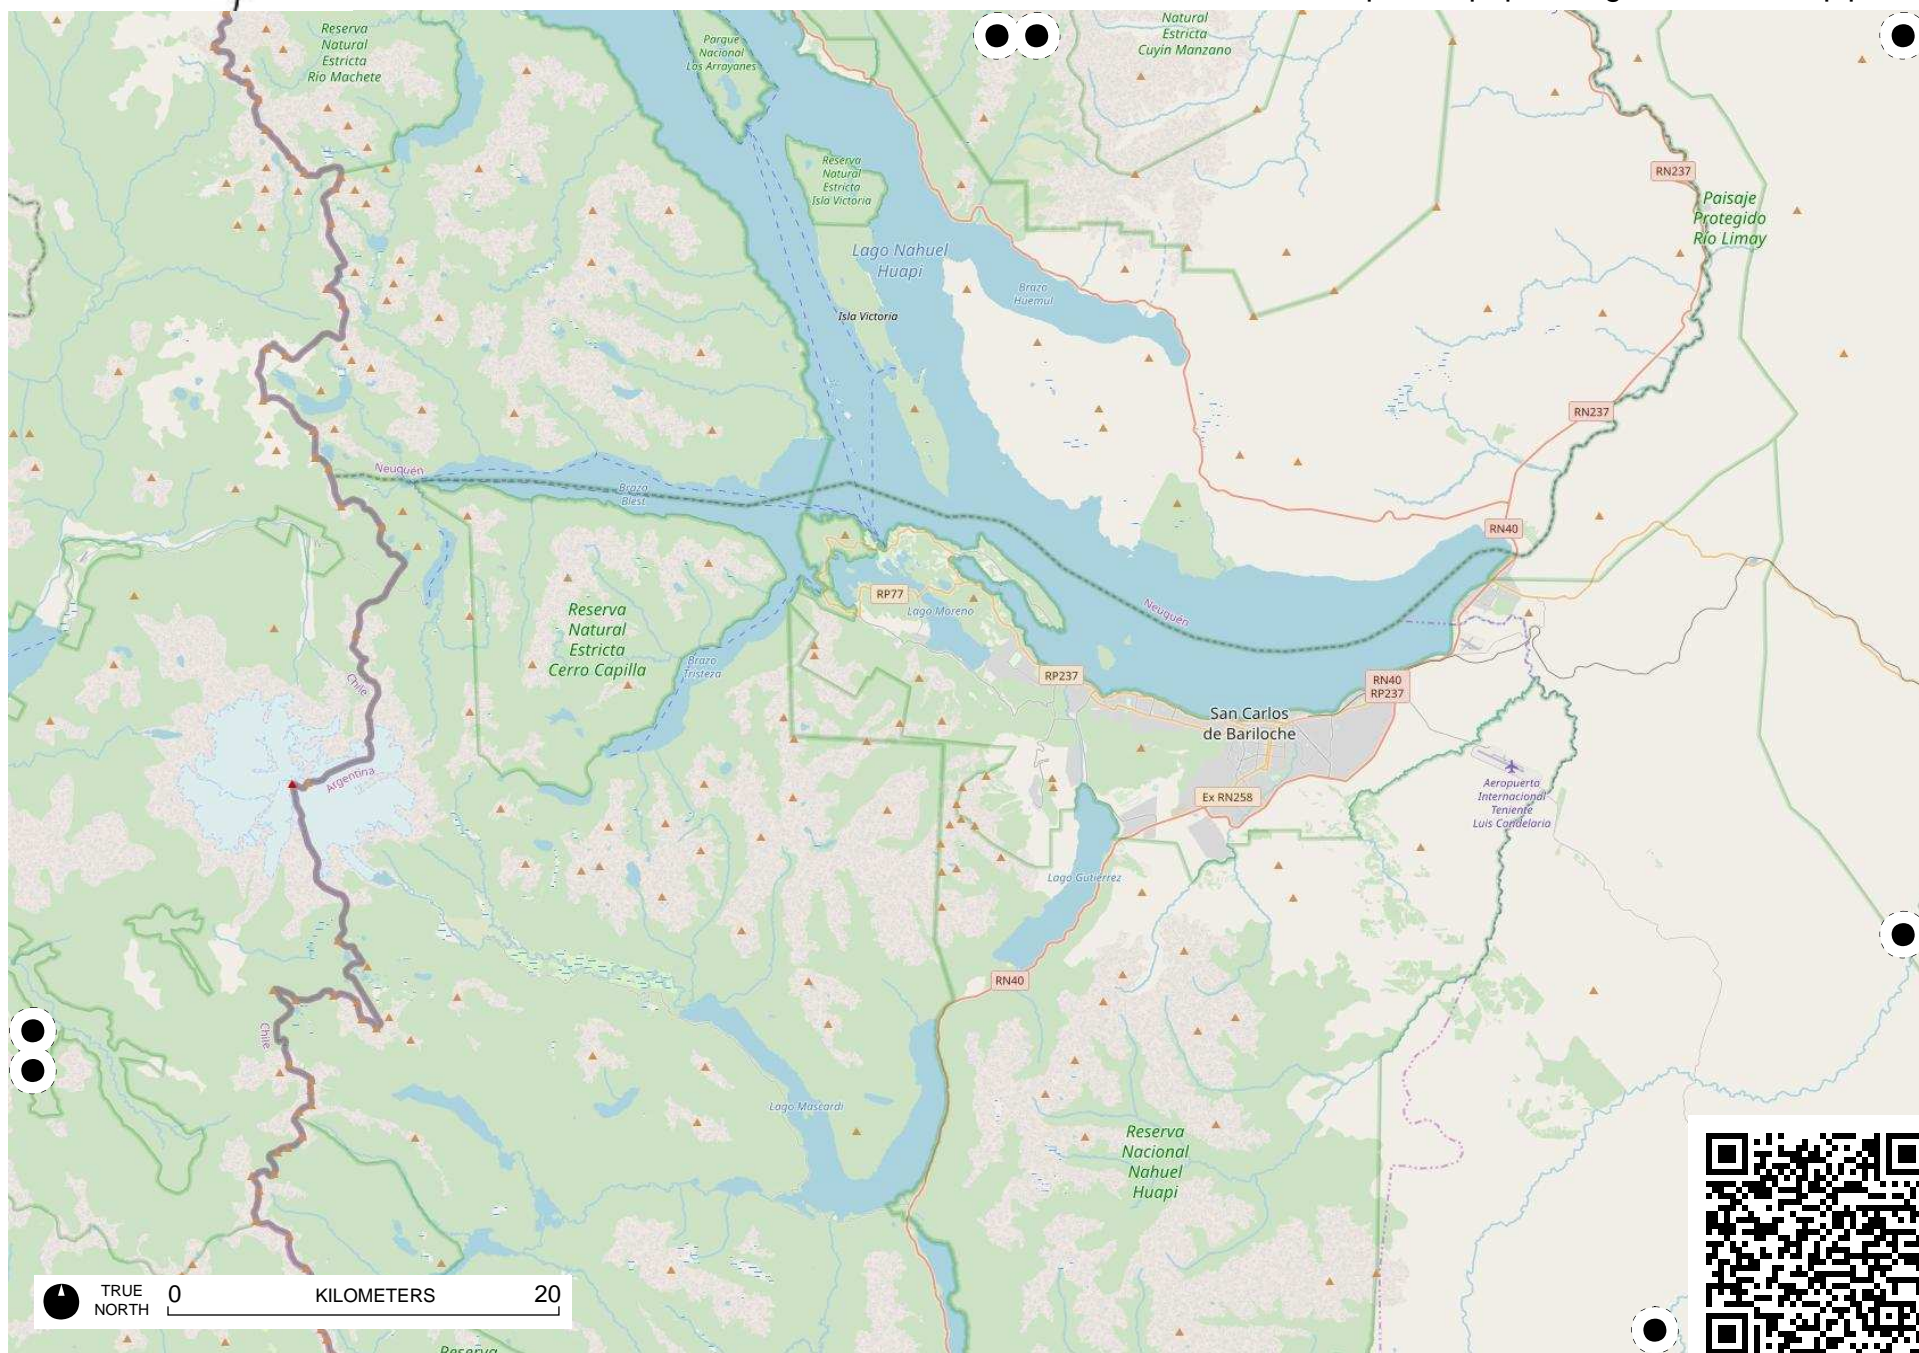 Reserva
Natural
Estricta
Río Machete
Parque
Nacional
Los Arrayanes
Natural
Estricta
Cuyín Manzano
Reserva
Natural
Estricta
Isla Victoria
RN237
Paisaje
Protegido
Río Limay
Lago Nahuel
Huapi
Brazo
Huemul
Isla Victoria
RN237
Neuquén
Brazo
Blest
RN40
RP77
Lago Moreno
Neuquén
Reserva
Natural
Estricta
Cerro Capilla
Brazo
Tristeza
Chile
RP237
RN40
RP237
San Carlos
de Bariloche
Argentina
Ex RN258
Aeropuerto
Internacional
Teniente
Luis Candelaria
Lago Gutiérrez
RN40
Chile
Lago Mascardi
Reserva
Nacional
Nahuel
Huapi
TRUE
NORTH
0 KILOMETERS 20
Reserva